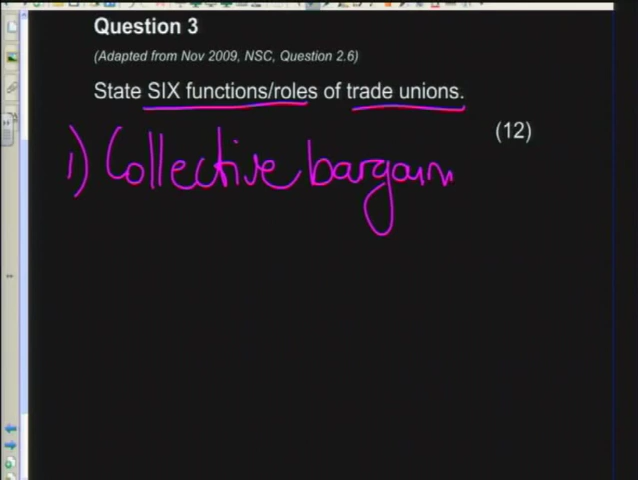 Question 3
(Adapted from Nov 2009, NSC, Question 2.6)
State SIX functions/roles of trade unions.
(12)
1) Collective bargain